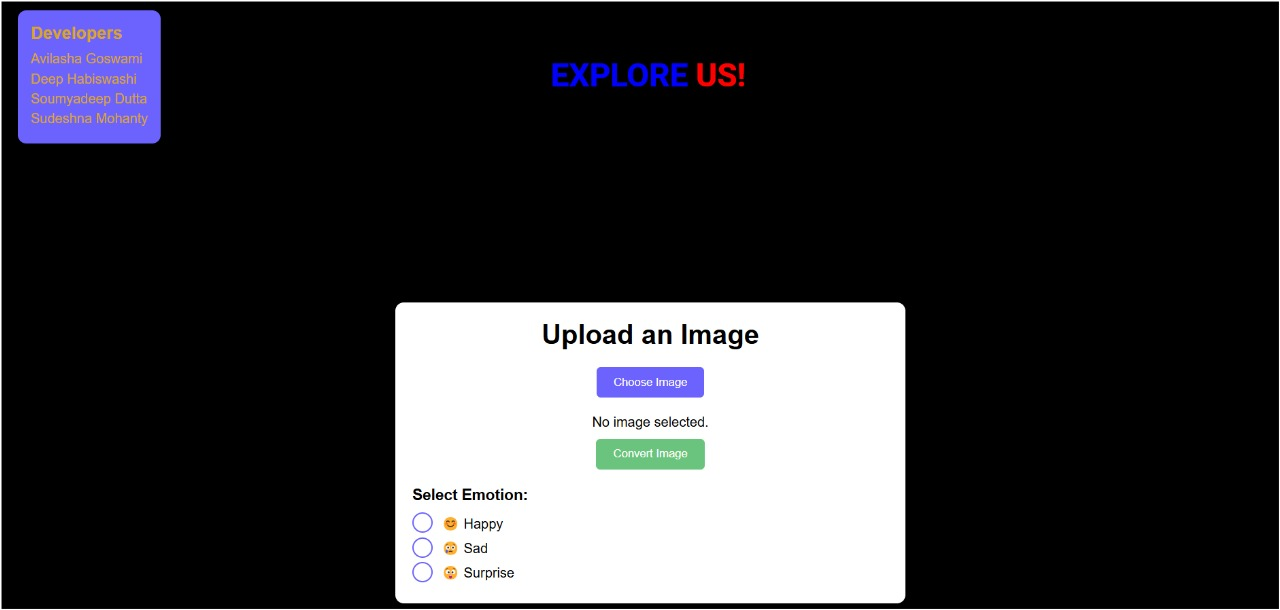 Developers
Avilasha Goswami
Deep Habiswashi
Soumyadeep Dutta
Sudeshna Mohanty
EXPLORE US!
Upload an Image
Choose Image
No image selected.
Convert Image
Select Emotion:
Happy
Sad
Surprise